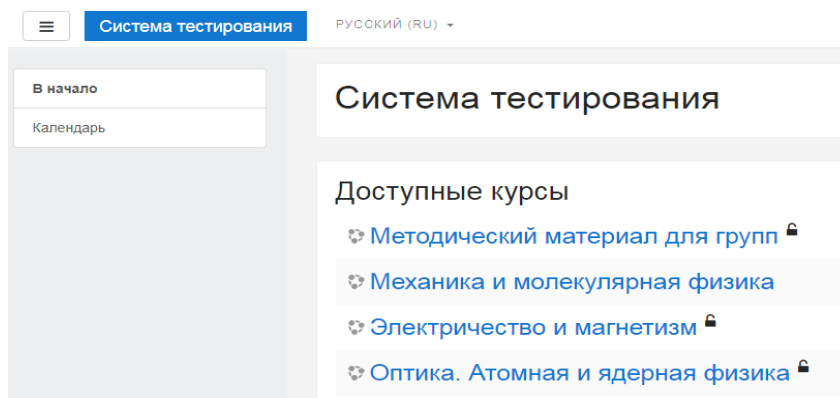 Система тестирования
РУССКИЙ (RU)
В начало
Календарь
Система тестирования
Доступные курсы
Методический материал для групп
Механика и молекулярная физика
Электричество и магнетизм
Оптика. Атомная и ядерная физика